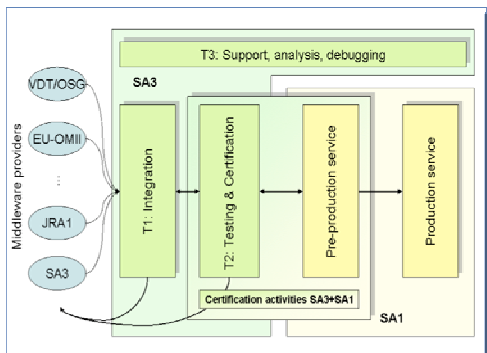 T3: Support, analysis, debugging
SA3
Middleware providers
VDT/OSG
EU-OMII
...
JRA1
SA3
T1: Integration
T2: Testing & Certification
Pre-production service
Production service
Certification activities SA3+SA1
SA1